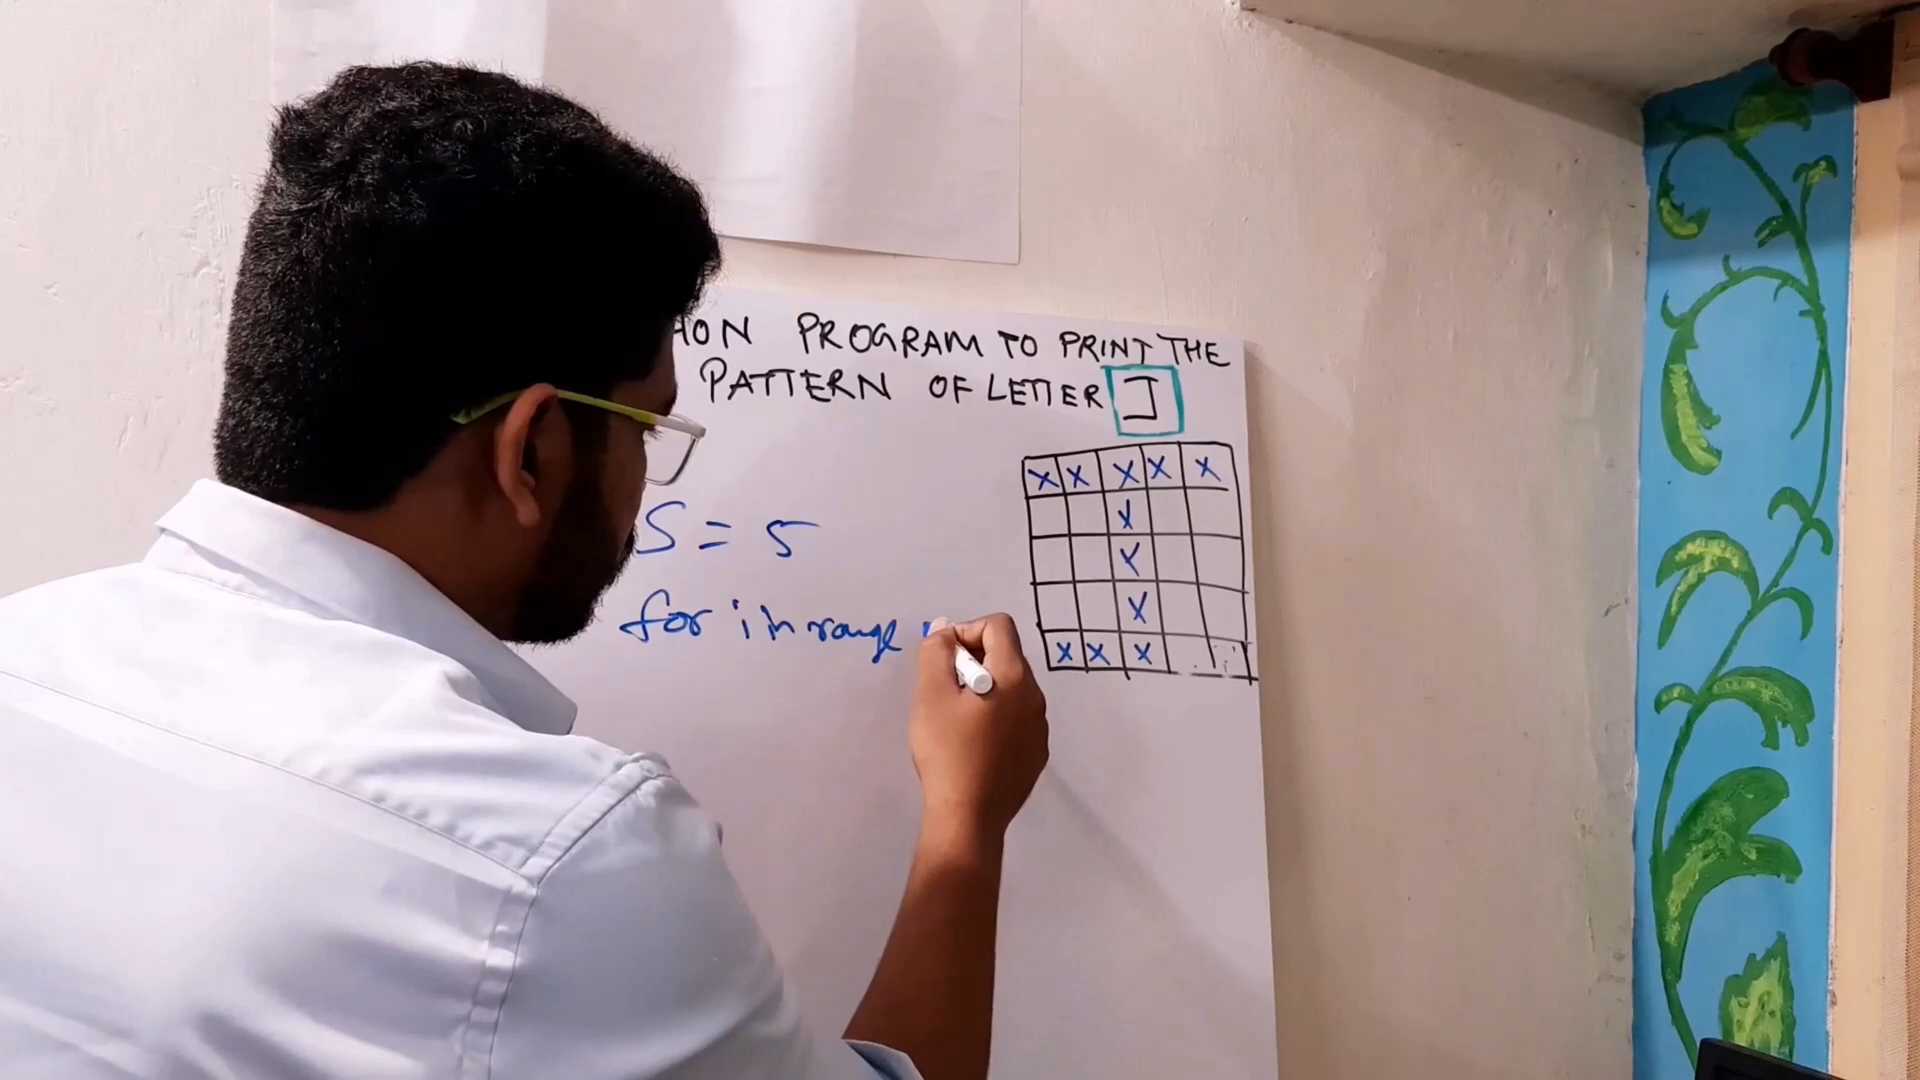 HON PROGRAM TO PRINT THE
PATTERN OF LETTER J
X X X X X
X
S = 5
X
for i in range
X
X X X